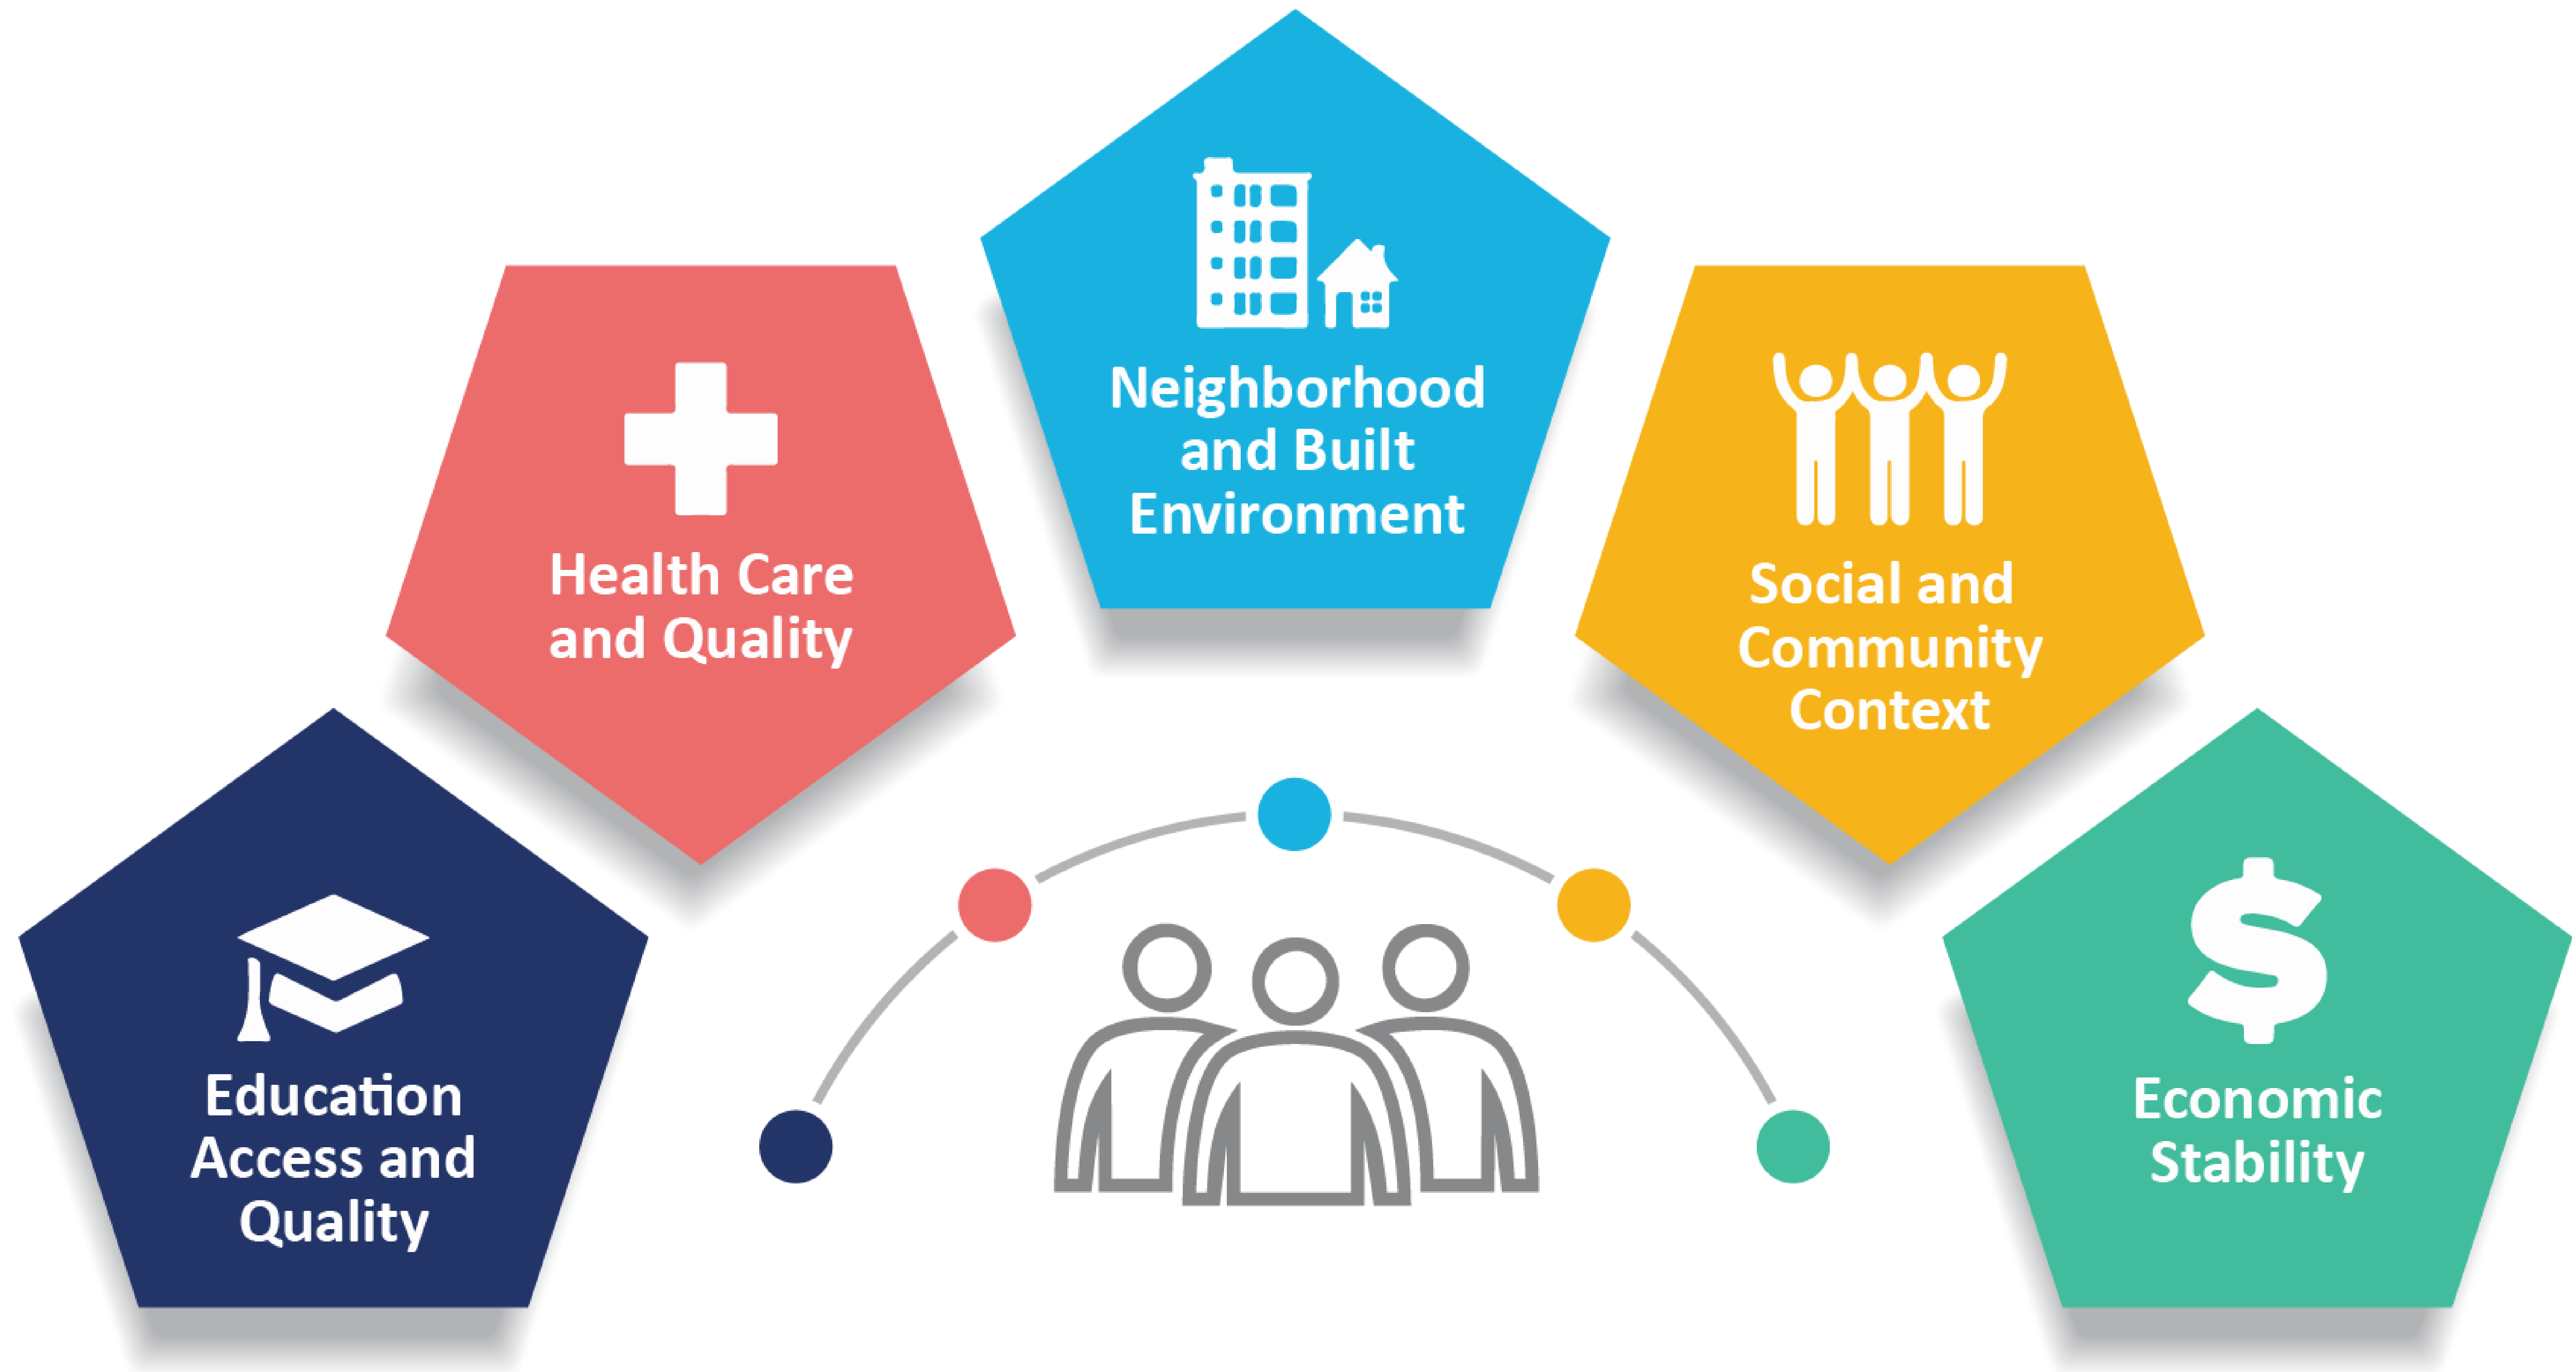 Education
Access and
Quality
Health Care
and Quality
Neighborhood
and Built
Environment
Social and
Community
Context
Economic
Stability